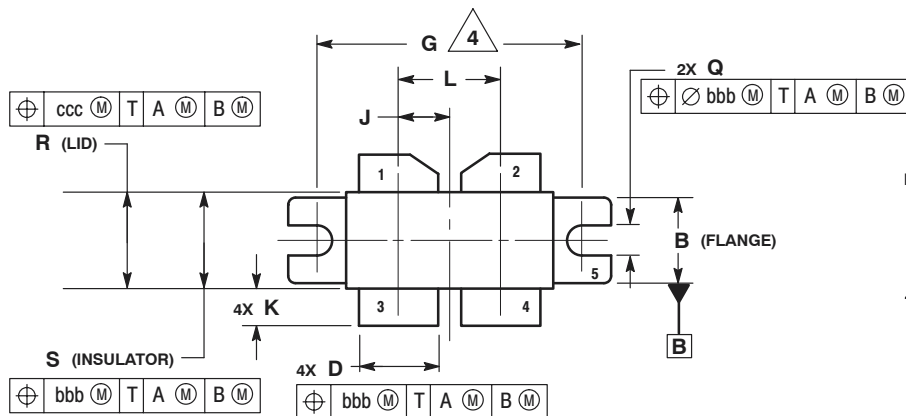 G 4
L
2X Q
⌖ ccc Ⓜ T A Ⓜ B Ⓜ
⌖ ∅ bbb Ⓜ T A Ⓜ B Ⓜ
J
R (LID)
1 2
B (FLANGE)
5
4X K
3 4
B
S (INSULATOR)
4X D
⌖ bbb Ⓜ T A Ⓜ B Ⓜ
⌖ bbb Ⓜ T A Ⓜ B Ⓜ